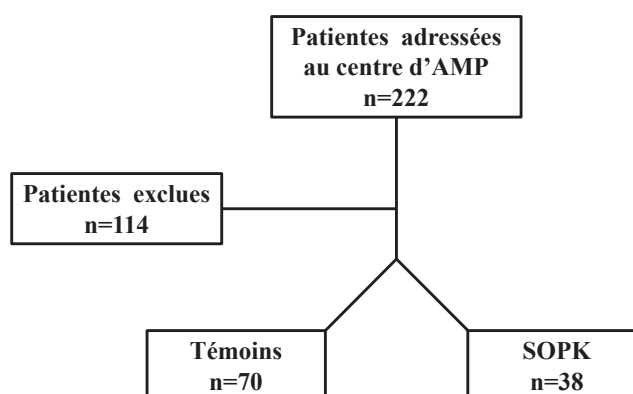 Patientes adressées
au centre d'AMP
n=222
Patientes exclues
n=114
Témoins
n=70
SOPK
n=38